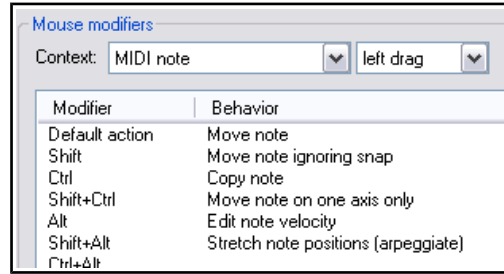 Mouse modifiers
Context: MIDI note left drag
Modifier Behavior
Default action Move note
Shift Move note ignoring snap
Ctrl Copy note
Shift+Ctrl Move note on one axis only
Alt Edit note velocity
Shift+Alt Stretch note positions (arpeggiate)
Ctrl+Alt